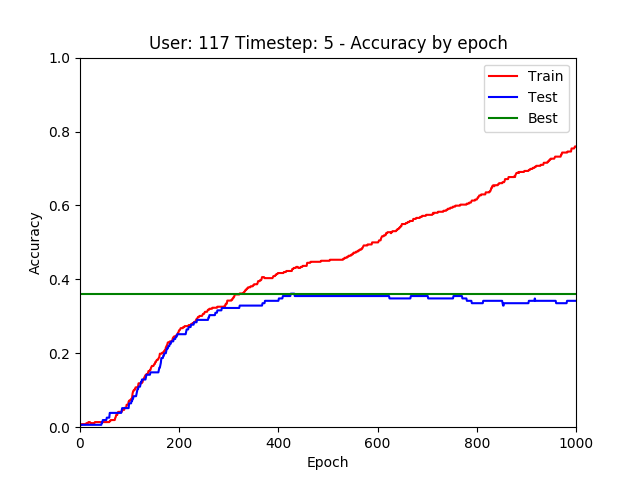 User: 117 Timestep: 5 - Accuracy by epoch
1.0
0.8
0.6
0.4
0.2
0.0
Accuracy
Train
Test
Best
0 200 400 600 800 1000
Epoch